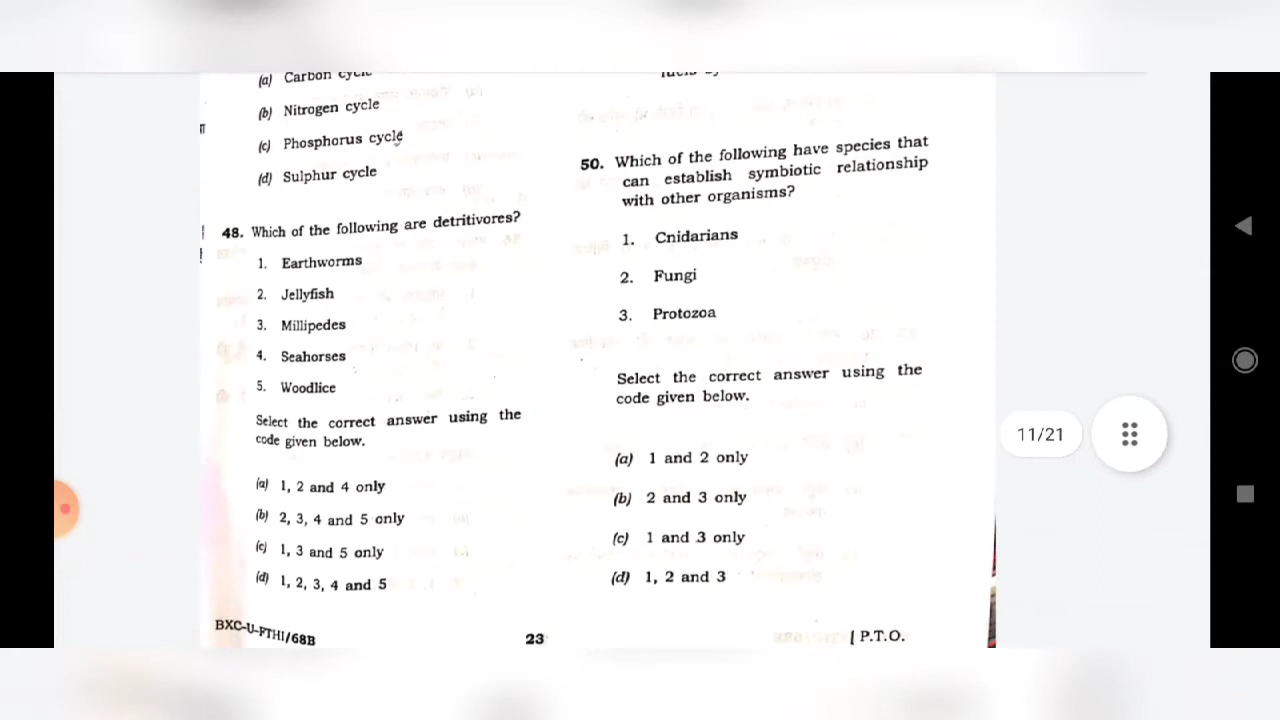 (a) Carbon cycle
(b) Nitrogen cycle
(c) Phosphorus cycle
(d) Sulphur cycle
48. Which of the following are detritivores?
1. Earthworms
2. Jellyfish
3. Millipedes
4. Seahorses
5. Woodlice
Select the correct answer using the
code given below.
(a) 1, 2 and 4 only
(b) 2, 3, 4 and 5 only
(c) 1, 3 and 5 only
(d) 1, 2, 3, 4 and 5
BXC-U-FTHI/68B
23
50. Which of the following have species that
can establish symbiotic relationship
with other organisms?
1. Cnidarians
2. Fungi
3. Protozoa
Select the correct answer using the
code given below.
(a) 1 and 2 only
(b) 2 and 3 only
(c) 1 and 3 only
(d) 1, 2 and 3
[ P.T.O.
11/21